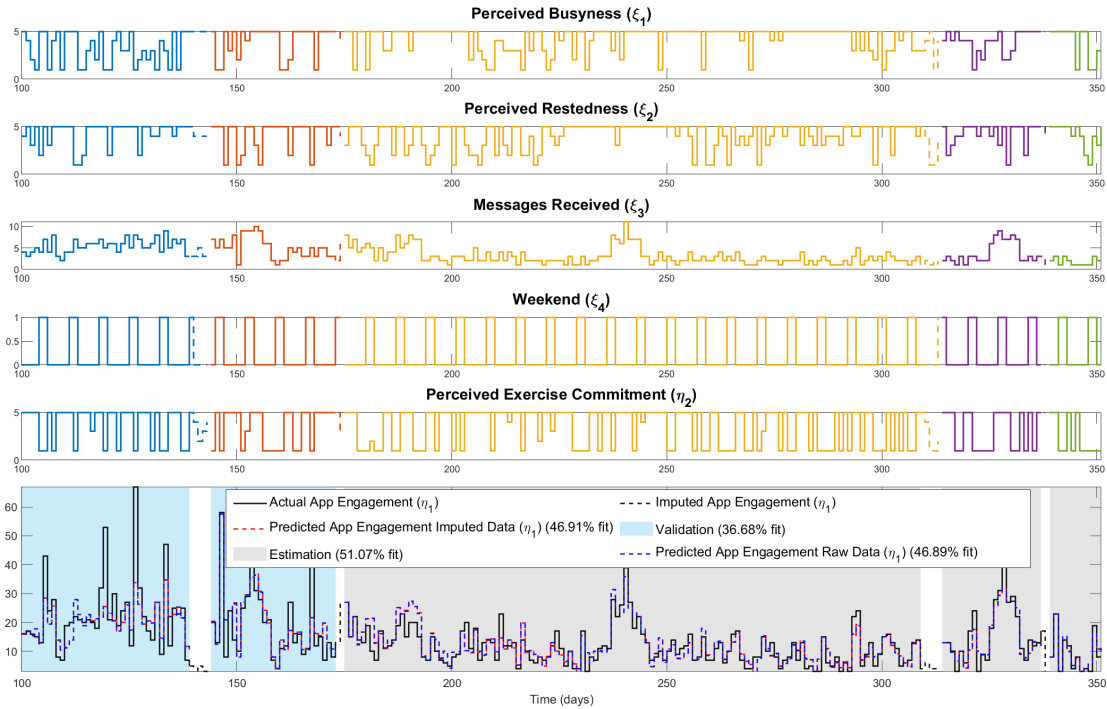 Perceived Busyness (ξ1)
5
0
100 150 200 250 300 350
Perceived Restedness (ξ2)
5
0
100 150 200 250 300 350
Messages Received (ξ3)
10
5
0
100 150 200 250 300 350
Weekend (ξ4)
1
0.5
0
100 150 200 250 300 350
Perceived Exercise Commitment (η2)
5
0
100 150 200 250 300 350
60
50
40
30
20
10
Actual App Engagement (η1) Imputed App Engagement (η1)
Predicted App Engagement Imputed Data (η1) (46.91% fit) Validation (36.68% fit)
Estimation (51.07% fit) Predicted App Engagement Raw Data (η1) (46.89% fit)
100 150 200 250 300 350
Time (days)